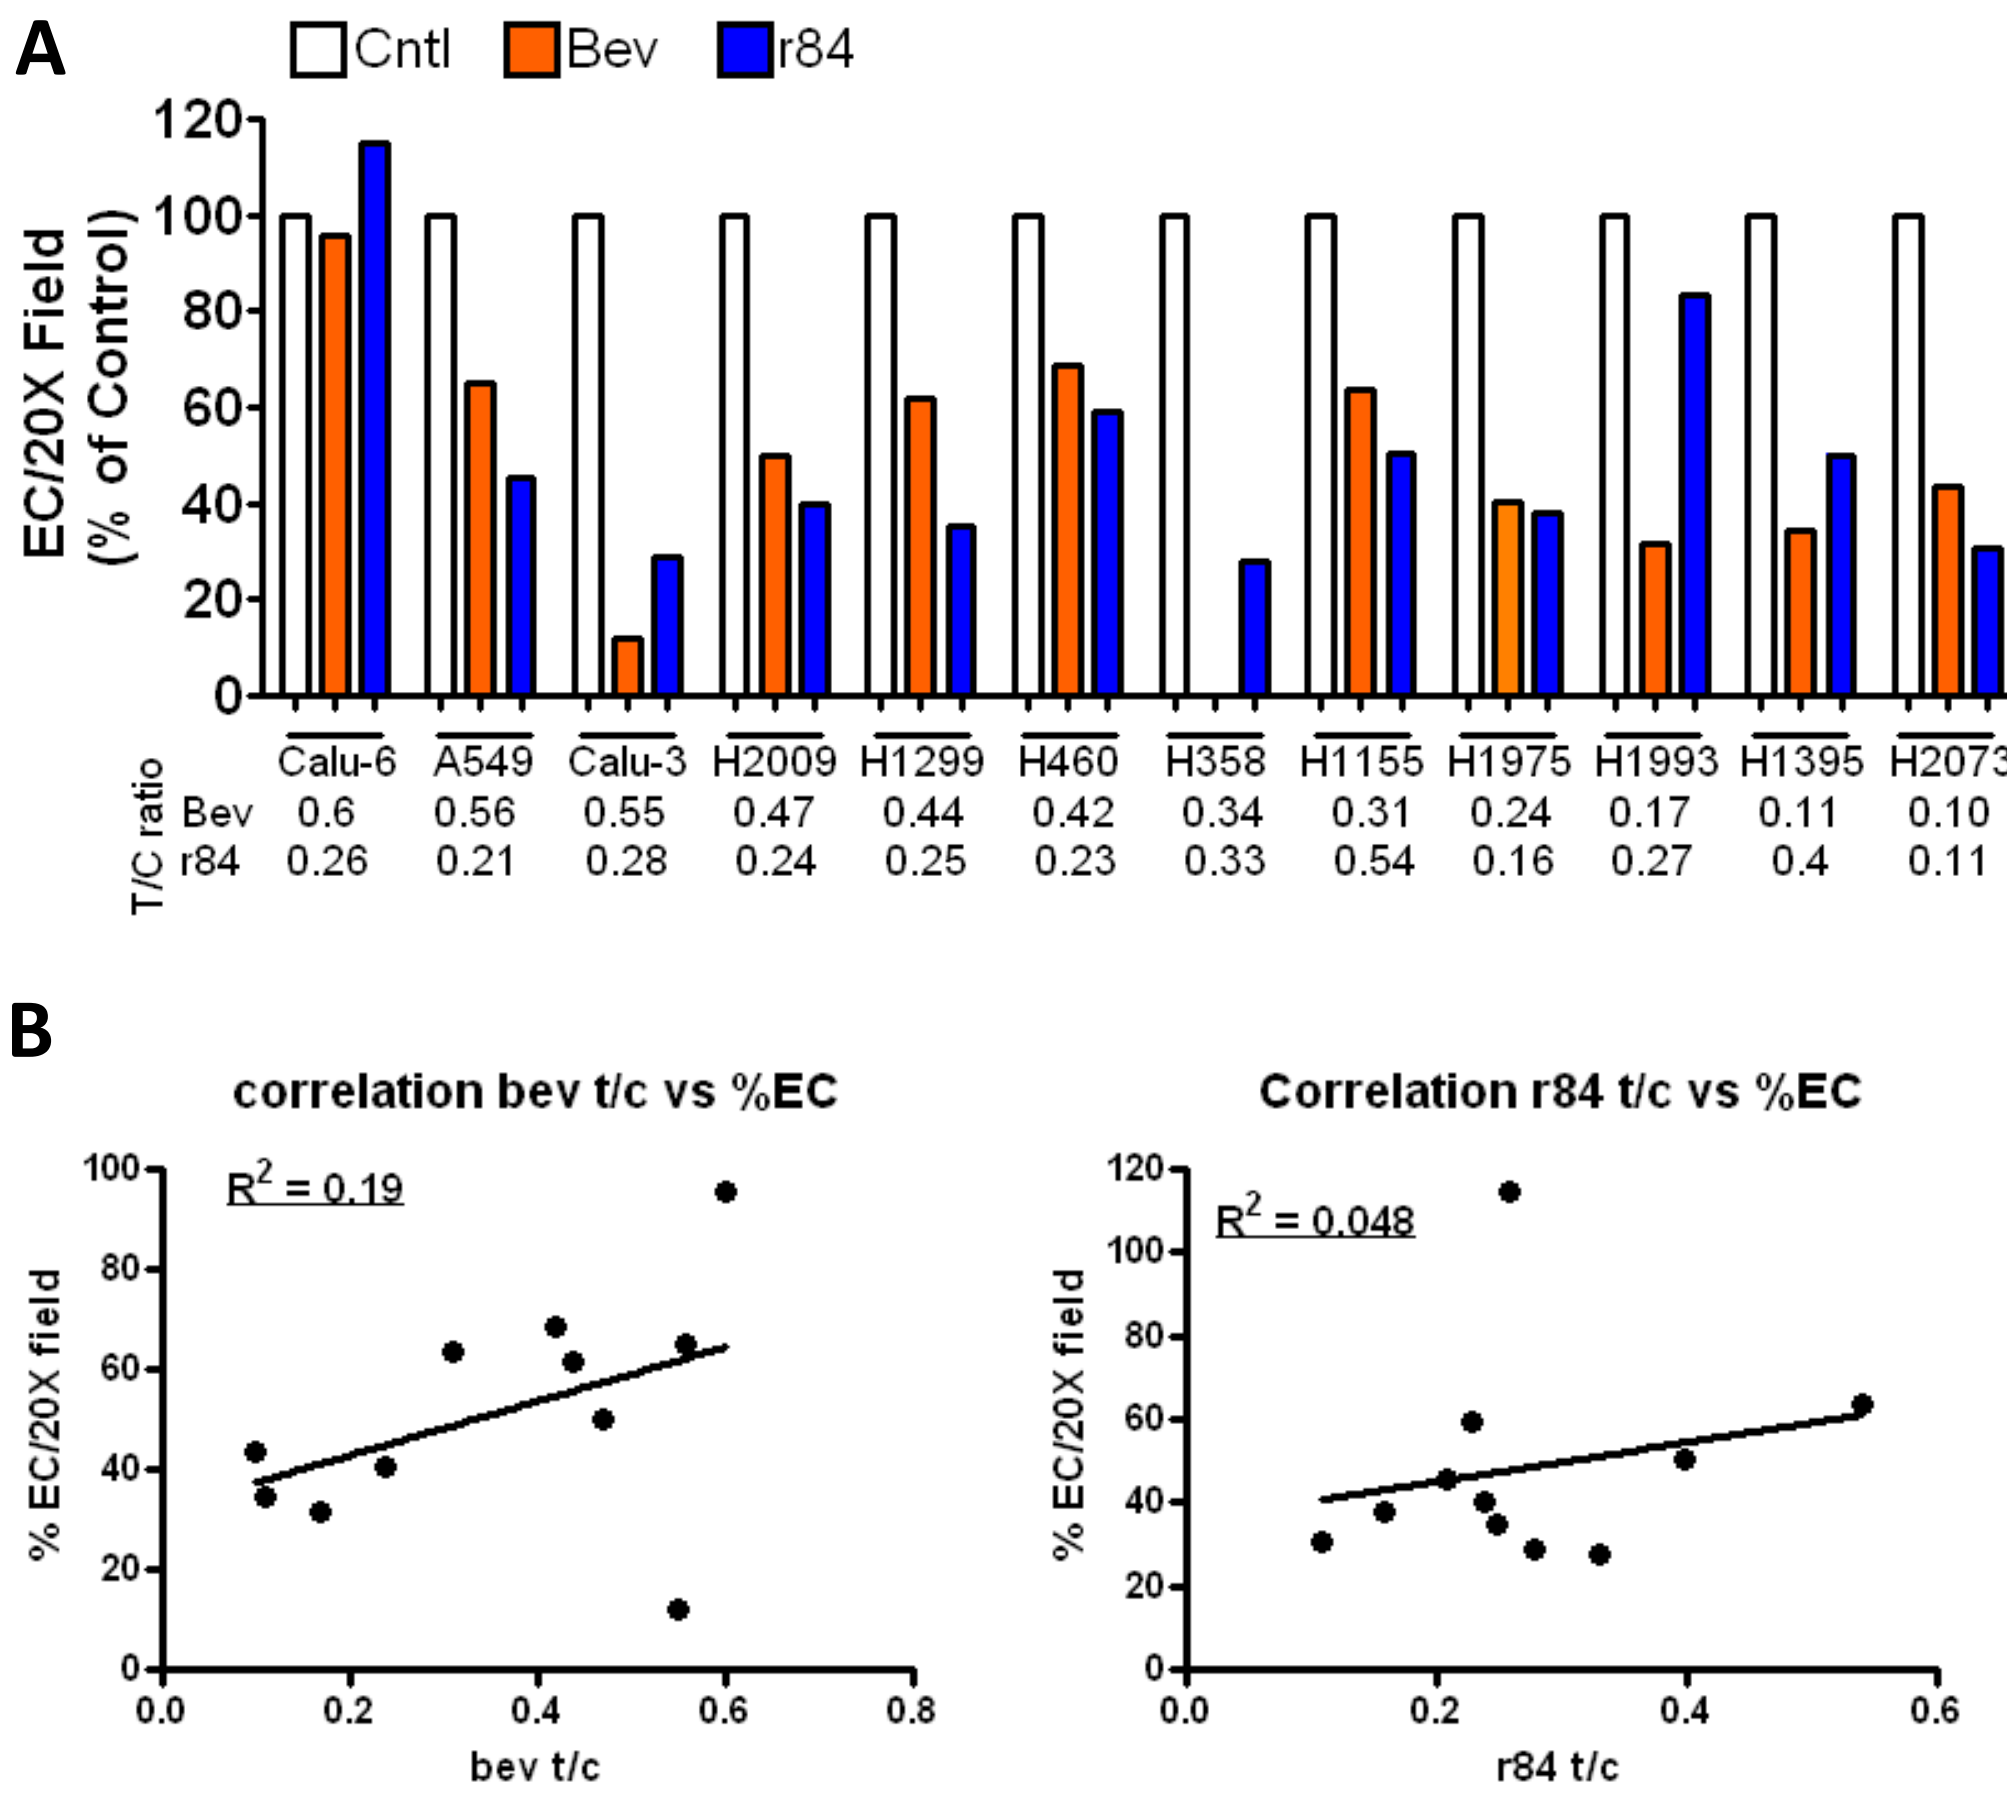 A
Cntl Bev r84
EC/20X Field
(% of Control)
120
100
80
60
40
20
0
Calu-6 A549 Calu-3 H2009 H1299 H460 H358 H1155 H1975 H1993 H1395 H2073
T/C ratio
Bev 0.6 0.56 0.55 0.47 0.44 0.42 0.34 0.31 0.24 0.17 0.11 0.10
r84 0.26 0.21 0.28 0.24 0.25 0.23 0.33 0.54 0.16 0.27 0.4 0.11
B
correlation bev t/c vs %EC
R2 = 0.19
% EC/20X field
100
80
60
40
20
0
0.0 0.2 0.4 0.6 0.8
bev t/c
Correlation r84 t/c vs %EC
R2 = 0.048
% EC/20X field
120
100
80
60
40
20
0
0.0 0.2 0.4 0.6
r84 t/c